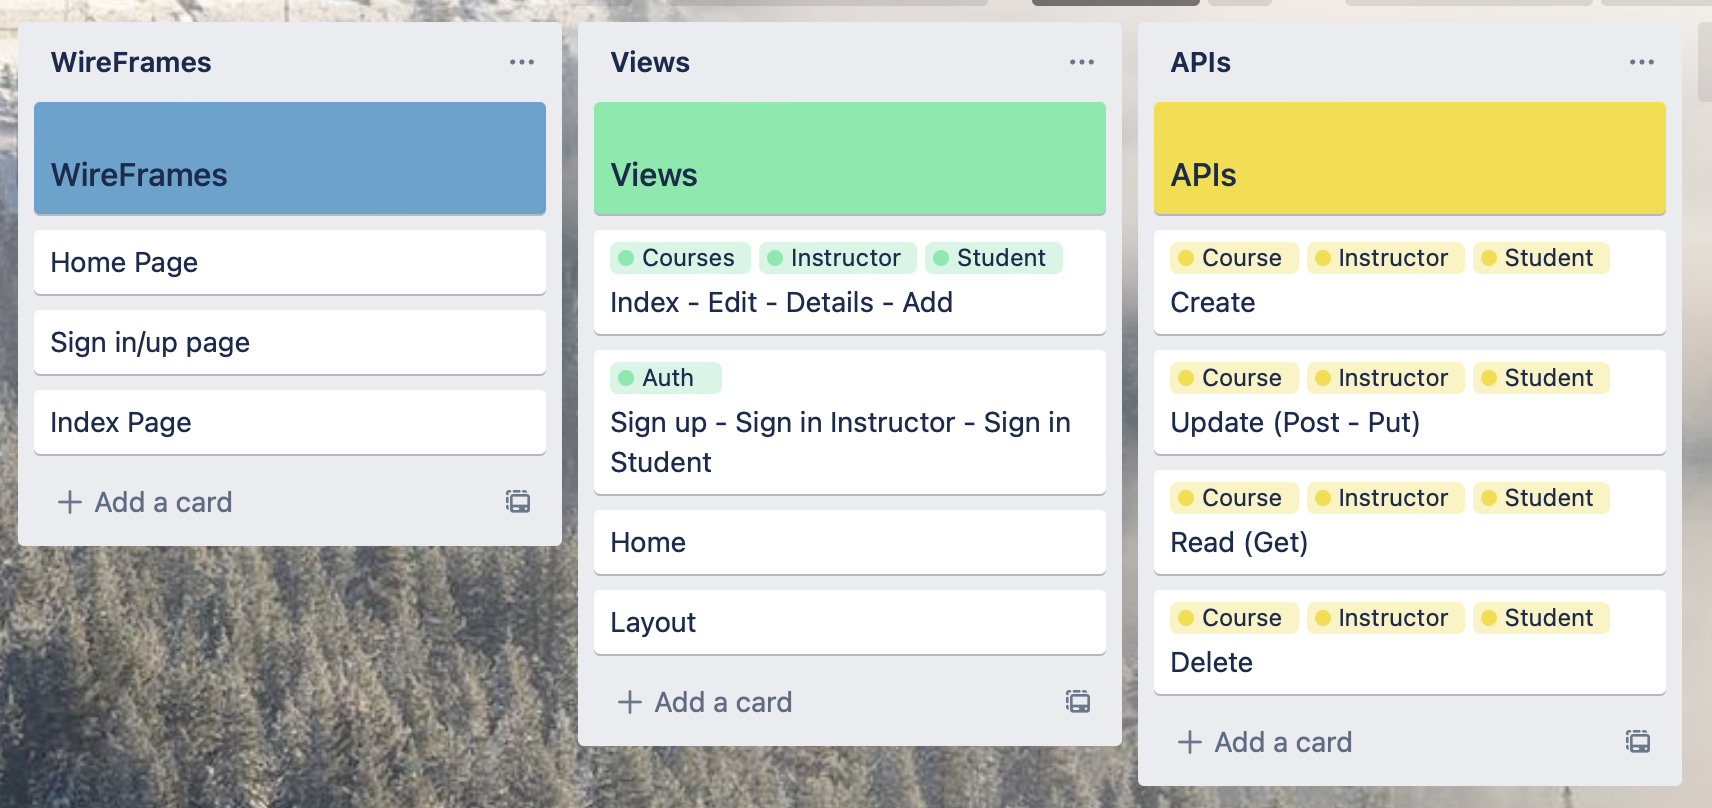 WireFrames
WireFrames
Home Page
Sign in/up page
Index Page
Add a card
Views
Views
Courses Instructor Student
Index - Edit - Details - Add
Auth
Sign up - Sign in Instructor - Sign in
Student
Home
Layout
Add a card
APIs
APIs
Course Instructor Student
Create
Course Instructor Student
Update (Post - Put)
Course Instructor Student
Read (Get)
Course Instructor Student
Delete
Add a card